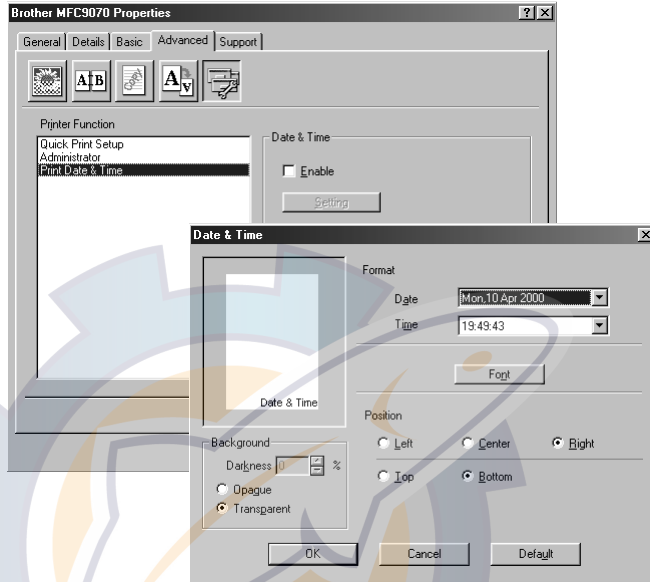 Brother MFC9070 Properties
General Details Basic Advanced Support
A|B Copy A A
Printer Function
Quick Print Setup
Administrator
Print Date & Time
Date & Time
Enable
Setting
Date & Time
Date & Time
Format
Date Mon,10 Apr 2000
Time 19:49:43
Font
Position
Left Center Right
Top Bottom
Background
Darkness 0 %
Opaque
Transparent
OK Cancel Default